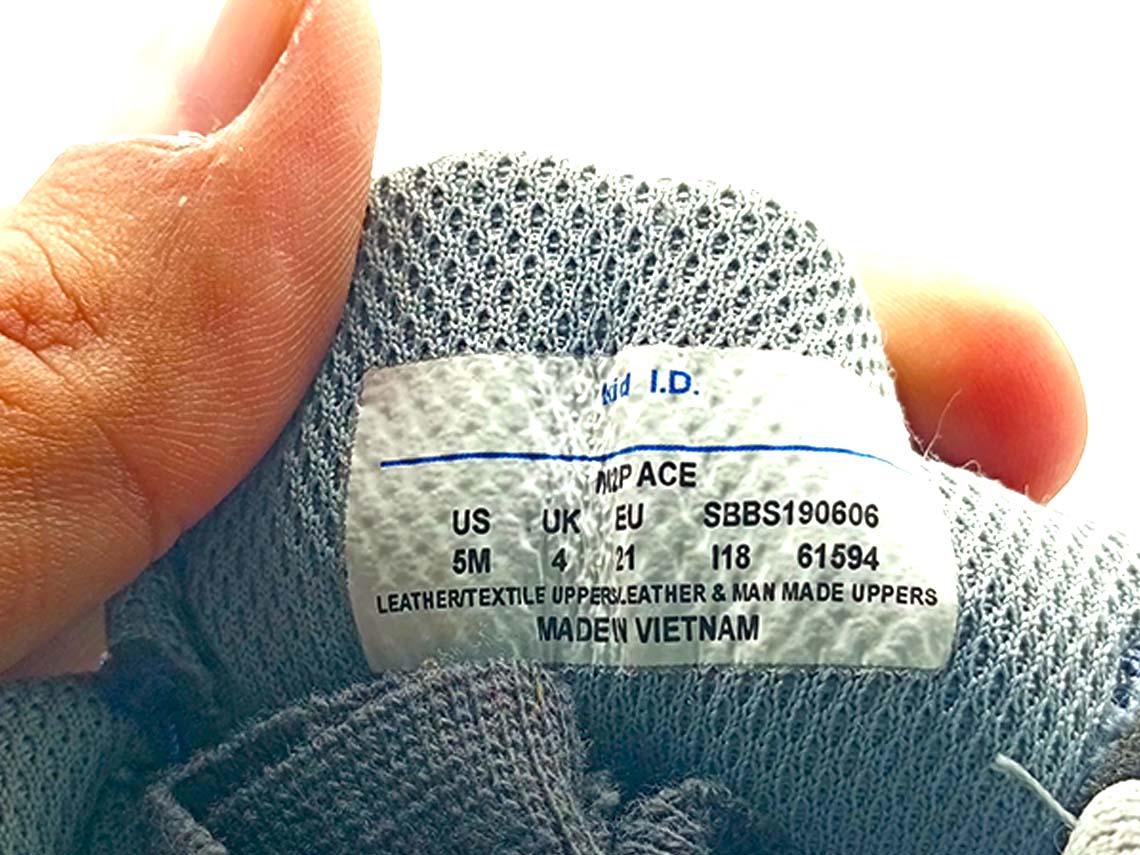 kid I.D.
ACE
US UK EU SBBS190606
5M 4 21 I18 61594
LEATHER/TEXTILE UPPERS/LEATHER & MAN MADE UPPERS
MADE IN VIETNAM